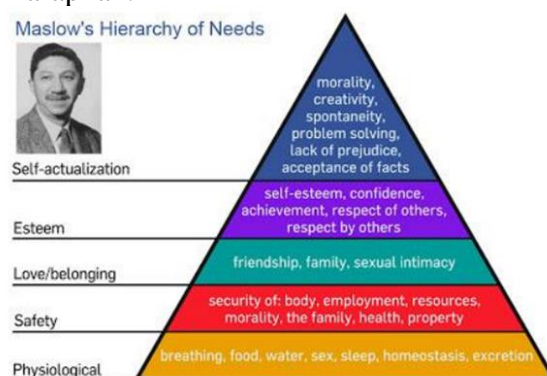 Maslow's Hierarchy of Needs
morality,
creativity,
spontaneity,
problem solving,
lack of prejudice,
acceptance of facts
Self-actualization
self-esteem, confidence,
achievement, respect of others,
respect by others
Esteem
friendship, family, sexual intimacy
Love/belonging
security of: body, employment, resources,
morality, the family, health, property
Safety
breathing, food, water, sex, sleep, homeostasis, excretion
Physiological